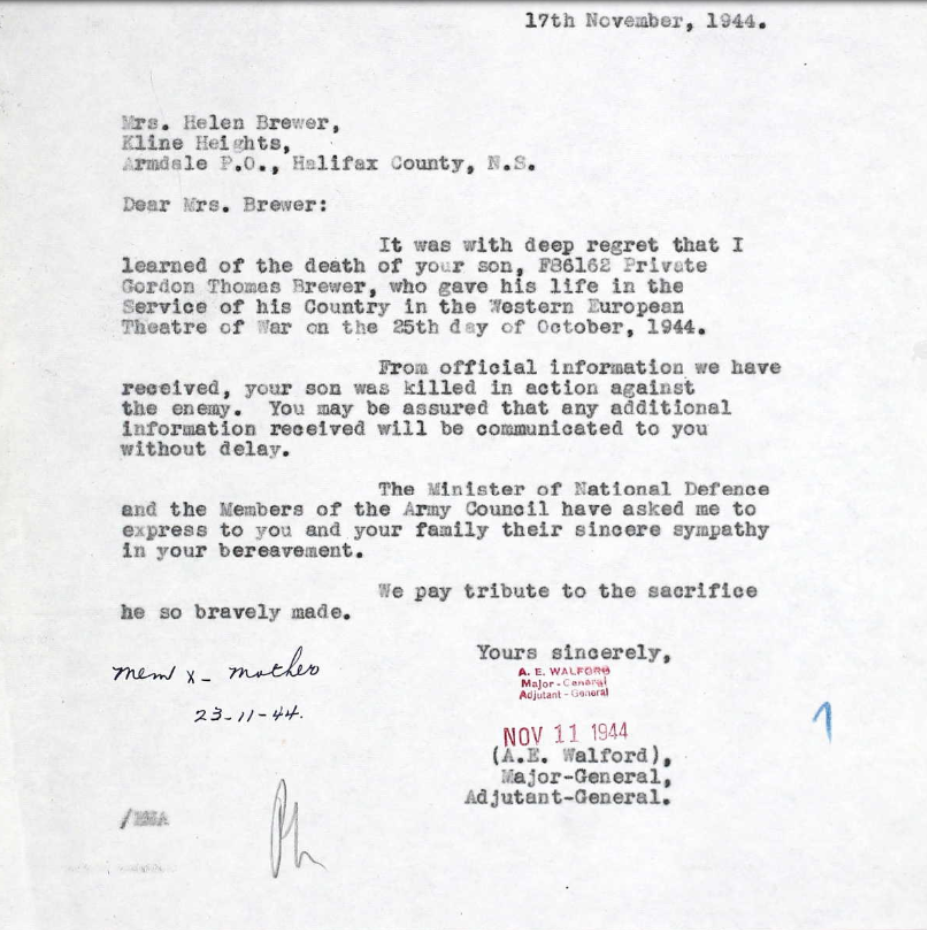 17th November, 1944.
Mrs. Helen Brewer,
Kline Heights,
Armdale P.O., Halifax County, N.S.
Dear Mrs. Brewer:
It was with deep regret that I
learned of the death of your son, F86162 Private
Gordon Thomas Brewer, who gave his life in the
Service of his Country in the Western European
Theatre of War on the 25th day of October, 1944.
From official information we have
received, your son was killed in action against
the enemy. You may be assured that any additional
information received will be communicated to you
without delay.
The Minister of National Defence
and the Members of the Army Council have asked me to
express to you and your family their sincere sympathy
in your bereavement.
We pay tribute to the sacrifice
he so bravely made.
Yours sincerely,
A. E. WALFORD
Major-General
Adjutant-General
mem x - mother
23-11-44.
NOV 11 1944
(A.E. Walford),
Major-General,
Adjutant-General.
1